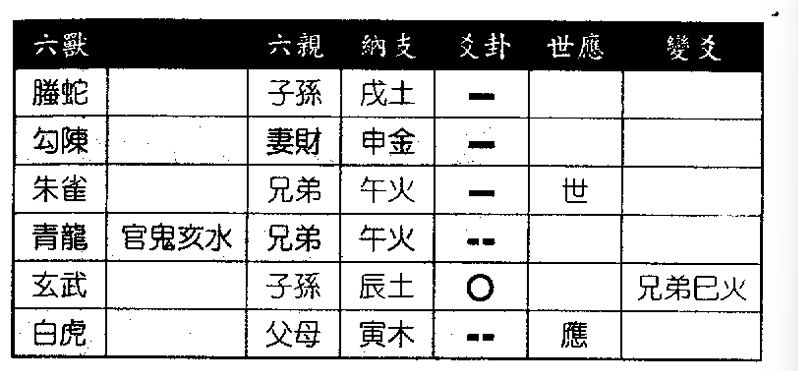 六獸 六親 納支 爻卦 世應 變爻
螣蛇 子孫 戌土
勾陳 妻財 申金
朱雀 兄弟 午火 世
青龍 官鬼亥水 兄弟 午火
玄武 子孫 辰土 兄弟巳火
白虎 父母 寅木 應